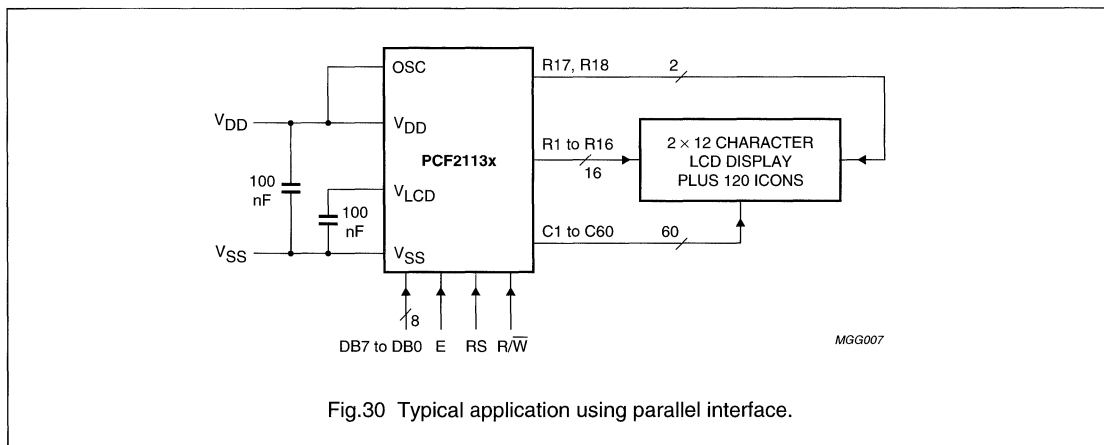 OSC
R17, R18 2
VDD VDD
PCF2113x
R1 to R16
16
2 × 12 CHARACTER
LCD DISPLAY
PLUS 120 ICONS
100
nF
VLCD
100
nF
C1 to C60 60
VSS VSS
8
DB7 to DB0 E RS R/W̅
MGG007
Fig.30 Typical application using parallel interface.